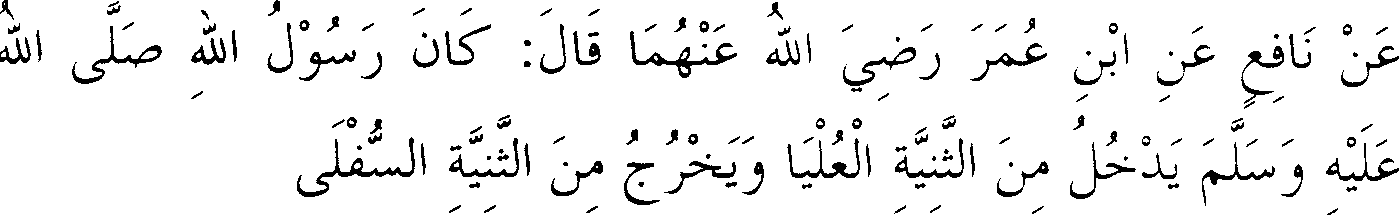 عَنْ نَافِعٍ عَنِ ابْنِ عُمَرَ رَضِيَ اللهُ عَنْهُمَا قَالَ: كَانَ رَسُوْلُ اللهِ صَلَّى اللهُ
عَلَيْهِ وَسَلَّمَ يَدْخُلُ مِنَ الثَّنِيَّةِ الْعُلْيَا وَيَخْرُجُ مِنَ الثَّنِيَّةِ السُّفْلَى